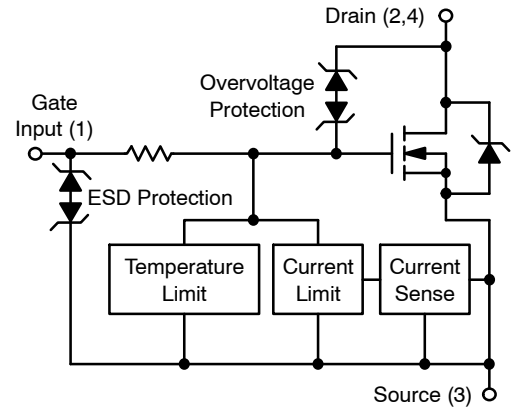 Drain (2,4)
Overvoltage
Protection
Gate
Input (1)
ESD Protection
Temperature
Limit
Current
Limit
Current
Sense
Source (3)